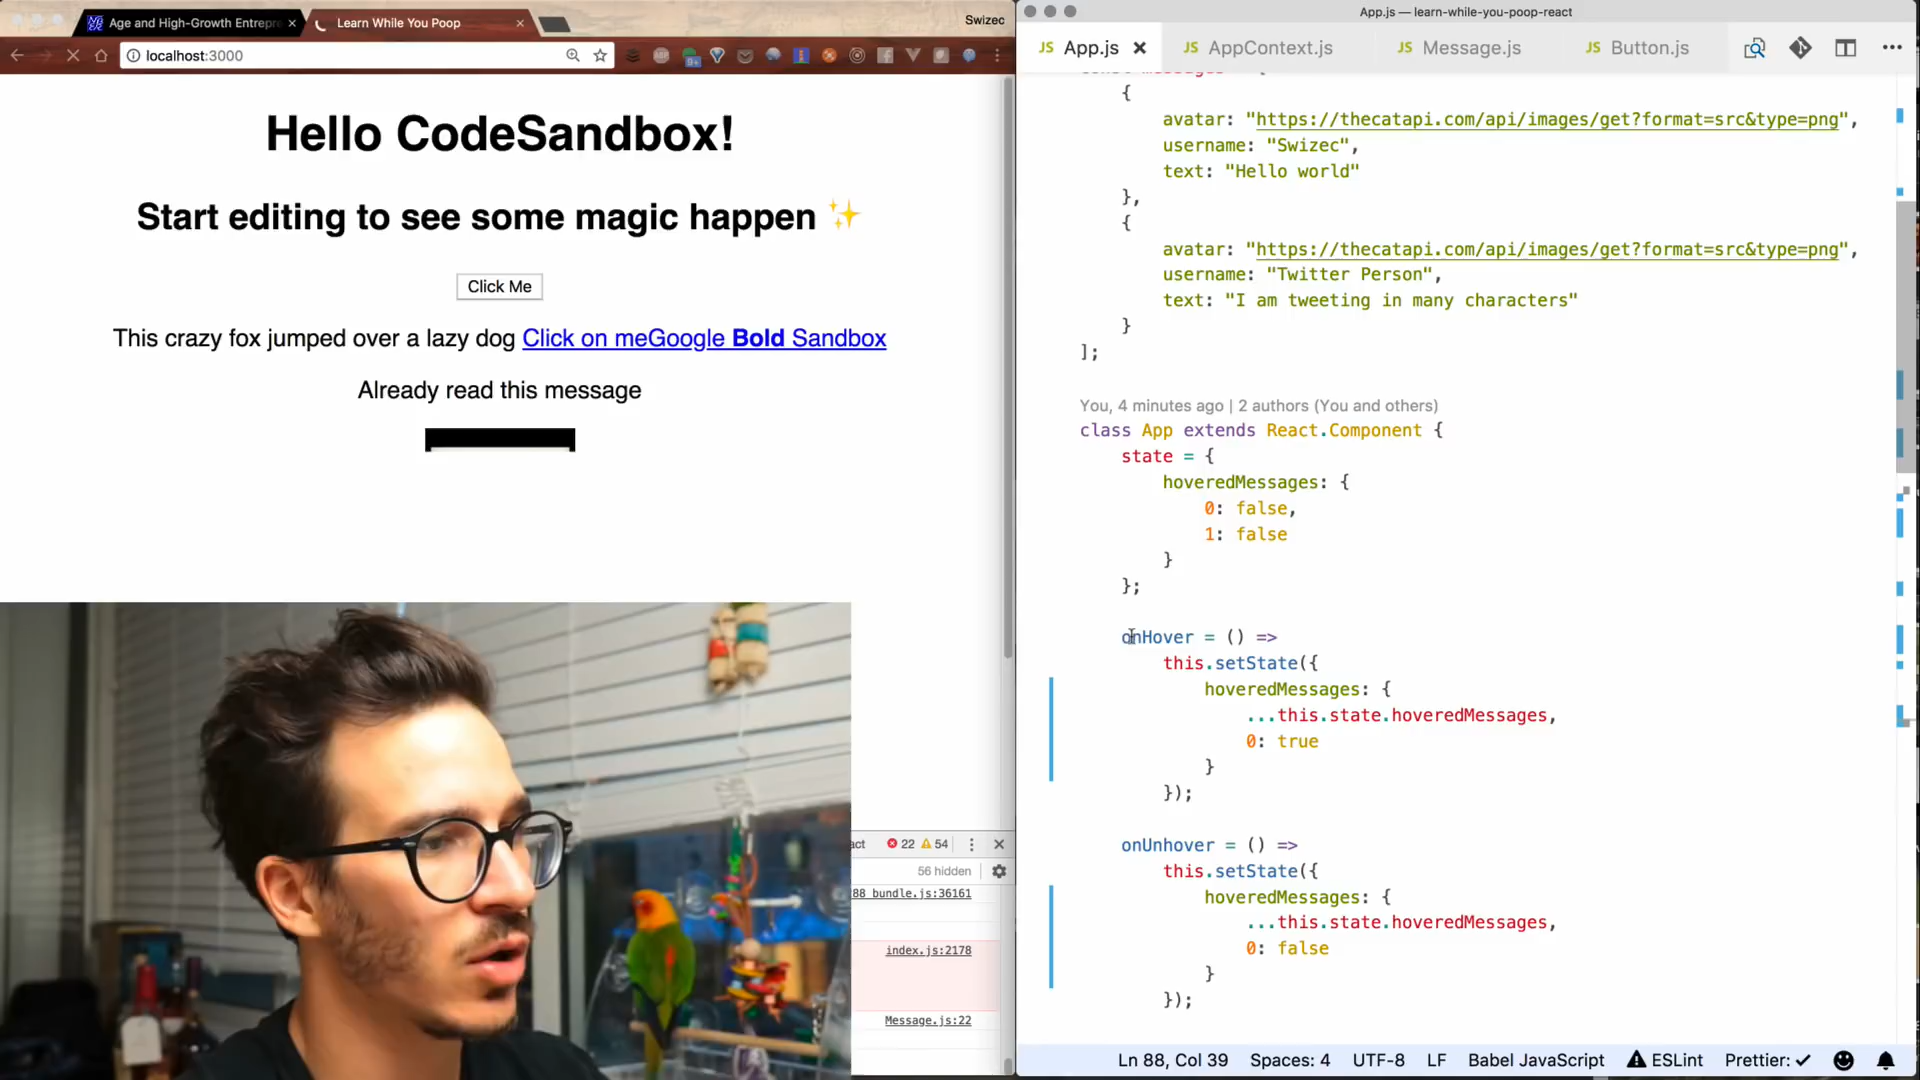 Age and High-Growth Entrepre
Learn While You Poop
Swizec
localhost:3000
9+
Hello CodeSandbox!
Start editing to see some magic happen ✨
Click Me
This crazy fox jumped over a lazy dog Click on meGoogle Bold Sandbox
Already read this message
act 22 54
56 hidden
88 bundle.js:36161
index.js:2178
Message.js:22
App.js — learn-while-you-poop-react
JS App.js JS AppContext.js JS Message.js JS Button.js
{
avatar: "https://thecatapi.com/api/images/get?format=src&type=png",
username: "Swizec",
text: "Hello world"
},
{
avatar: "https://thecatapi.com/api/images/get?format=src&type=png",
username: "Twitter Person",
text: "I am tweeting in many characters"
}
];
You, 4 minutes ago | 2 authors (You and others)
class App extends React.Component {
state = {
hoveredMessages: {
0: false,
1: false
}
};
onHover = () =>
this.setState({
hoveredMessages: {
...this.state.hoveredMessages,
0: true
}
});
onUnhover = () =>
this.setState({
hoveredMessages: {
...this.state.hoveredMessages,
0: false
}
});
Ln 88, Col 39 Spaces: 4 UTF-8 LF Babel JavaScript ESLint Prettier: ✓